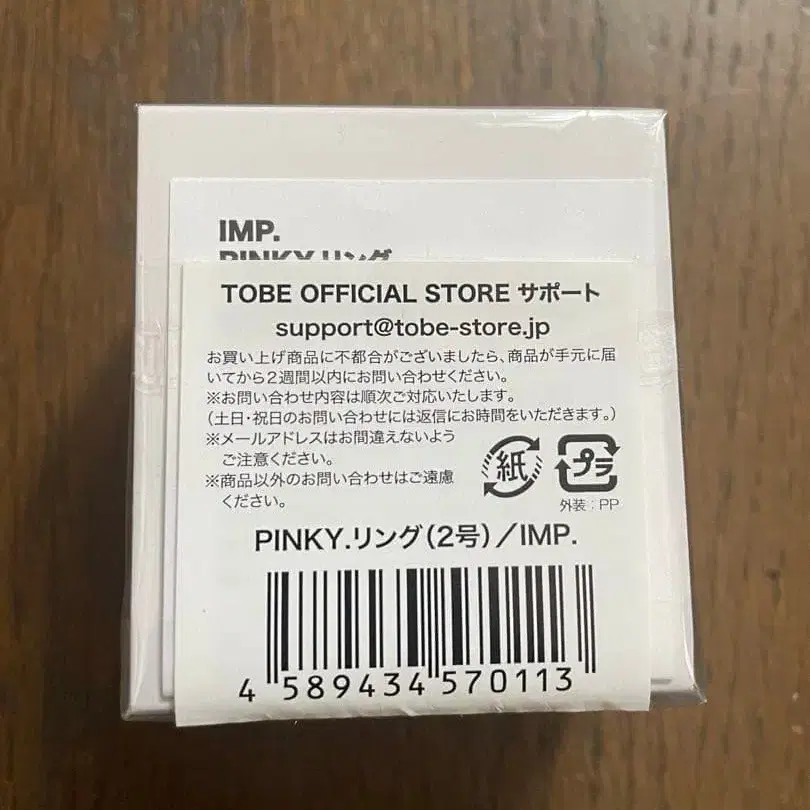 IMP.
PINKY.リング
TOBE OFFICIAL STORE サポート
support@tobe-store.jp
お買い上げ商品に不都合がございましたら、商品が手元に届
いてから2週間以内にお問い合わせください。
※お問い合わせ内容は順次ご対応いたします。
（土日・祝日のお問い合わせには返信にお時間をいただきます。）
※メールアドレスはお間違えないよう
ご注意ください。
※商品以外のお問い合わせはご遠慮
ください。
紙
プラ
外装：PP
PINKY.リング（2号）／IMP.
4 589434 570113